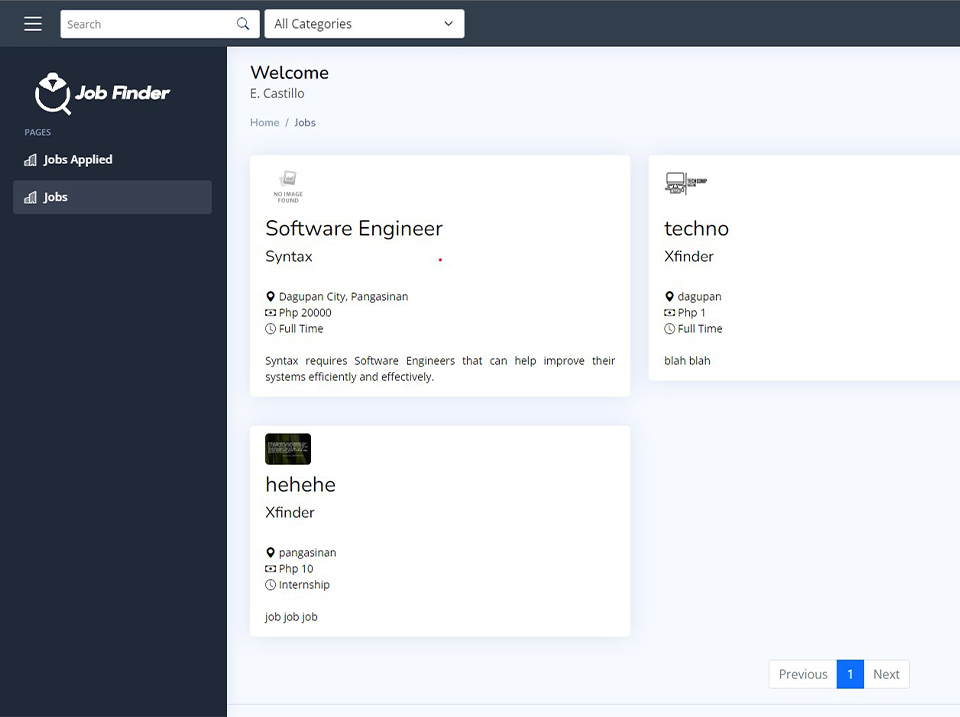 Search
All Categories
Job Finder
PAGES
Jobs Applied
Jobs
Welcome
E. Castillo
Home / Jobs
NO IMAGE
FOUND
Software Engineer
Syntax
Dagupan City, Pangasinan
Php 20000
Full Time
Syntax requires Software Engineers that can help improve their
systems efficiently and effectively.
techno
Xfinder
dagupan
Php 1
Full Time
blah blah
hehehe
Xfinder
pangasinan
Php 10
Internship
job job job
Previous 1 Next